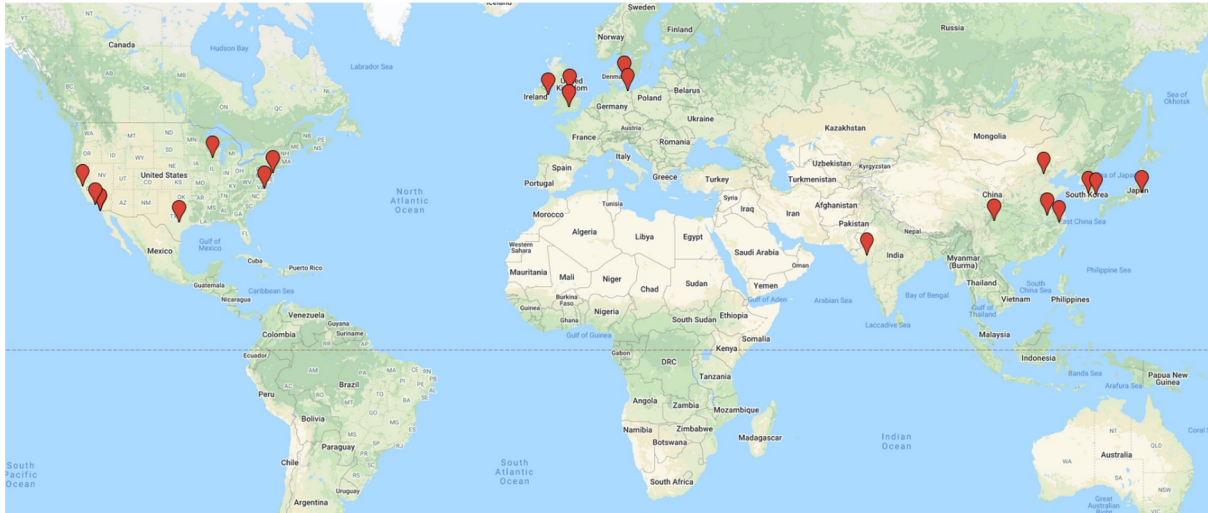 Iceland
Sweden
Norway
Finland
Russia
Canada
Hudson Bay
Labrador Sea
Sea of
Okhotsk
United
Kingdom
Denmark
Ireland
Belarus
Poland
Germany
Ukraine
Austria
France
Romania
Kazakhstan
Mongolia
Italy
Spain
Portugal
Greece
Turkey
Uzbekistan
Kyrgyzstan
Turkmenistan
South Korea
Japan
China
East China Sea
United States
North
Atlantic
Ocean
Syria
Iraq
Iran
Afghanistan
Pakistan
Nepal
India
Morocco
Tunisia
Algeria
Libya
Egypt
Western
Sahara
Saudi Arabia
Oman
Yemen
Mexico
Gulf of
Mexico
Cuba
Puerto Rico
Guatemala
Nicaragua
Caribbean Sea
Mauritania
Mali
Niger
Chad
Sudan
Burkina
Faso
Guinea
Ghana
Nigeria
South Sudan
Ethiopia
Gulf of Aden
Arabian Sea
Bay of Bengal
Laccadive Sea
Myanmar
(Burma)
Thailand
Gulf of
Thailand
Vietnam
South
China Sea
Philippines
Philippine Sea
Malaysia
Indonesia
Venezuela
Guyana
Suriname
Colombia
Ecuador
Gulf of Guinea
Gabon
DRC
Kenya
Somalia
Tanzania
Peru
Brazil
Bolivia
Paraguay
Chile
Uruguay
Argentina
Angola
Zambia
Mozambique
Namibia
Zimbabwe
Botswana
Madagascar
South Africa
Indian
Ocean
South
Atlantic
Ocean
South
Pacific
Ocean
Banda Sea
Arafura Sea
Papua New
Guinea
Australia
NT
QLD
WA
SA
NSW
VIC
Great
Australian
Bight